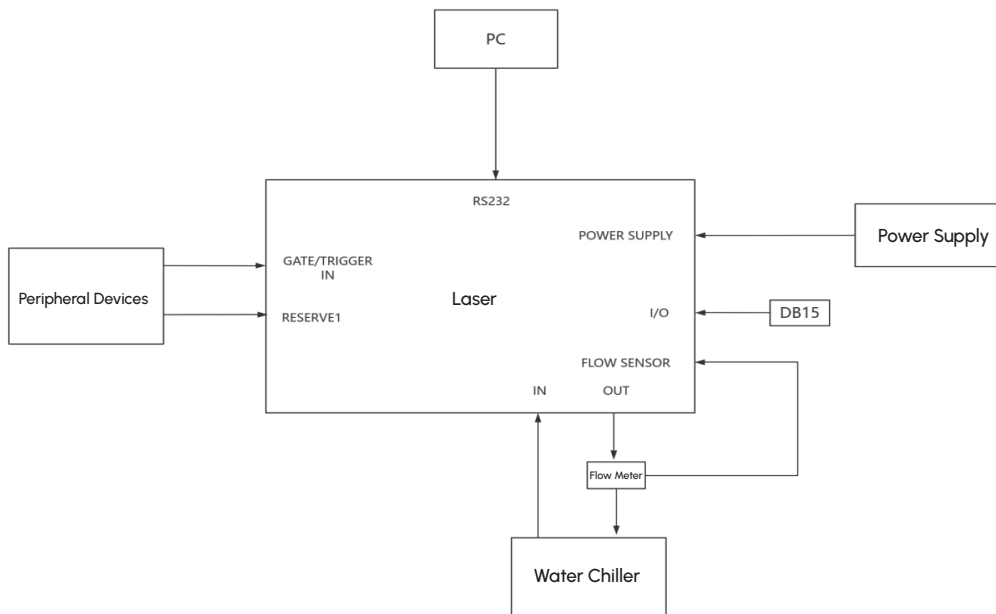 PC
RS232
POWER SUPPLY
Power Supply
GATE/TRIGGER
IN
Peripheral Devices
Laser
RESERVE1
I/O
DB15
FLOW SENSOR
IN
OUT
Flow Meter
Water Chiller